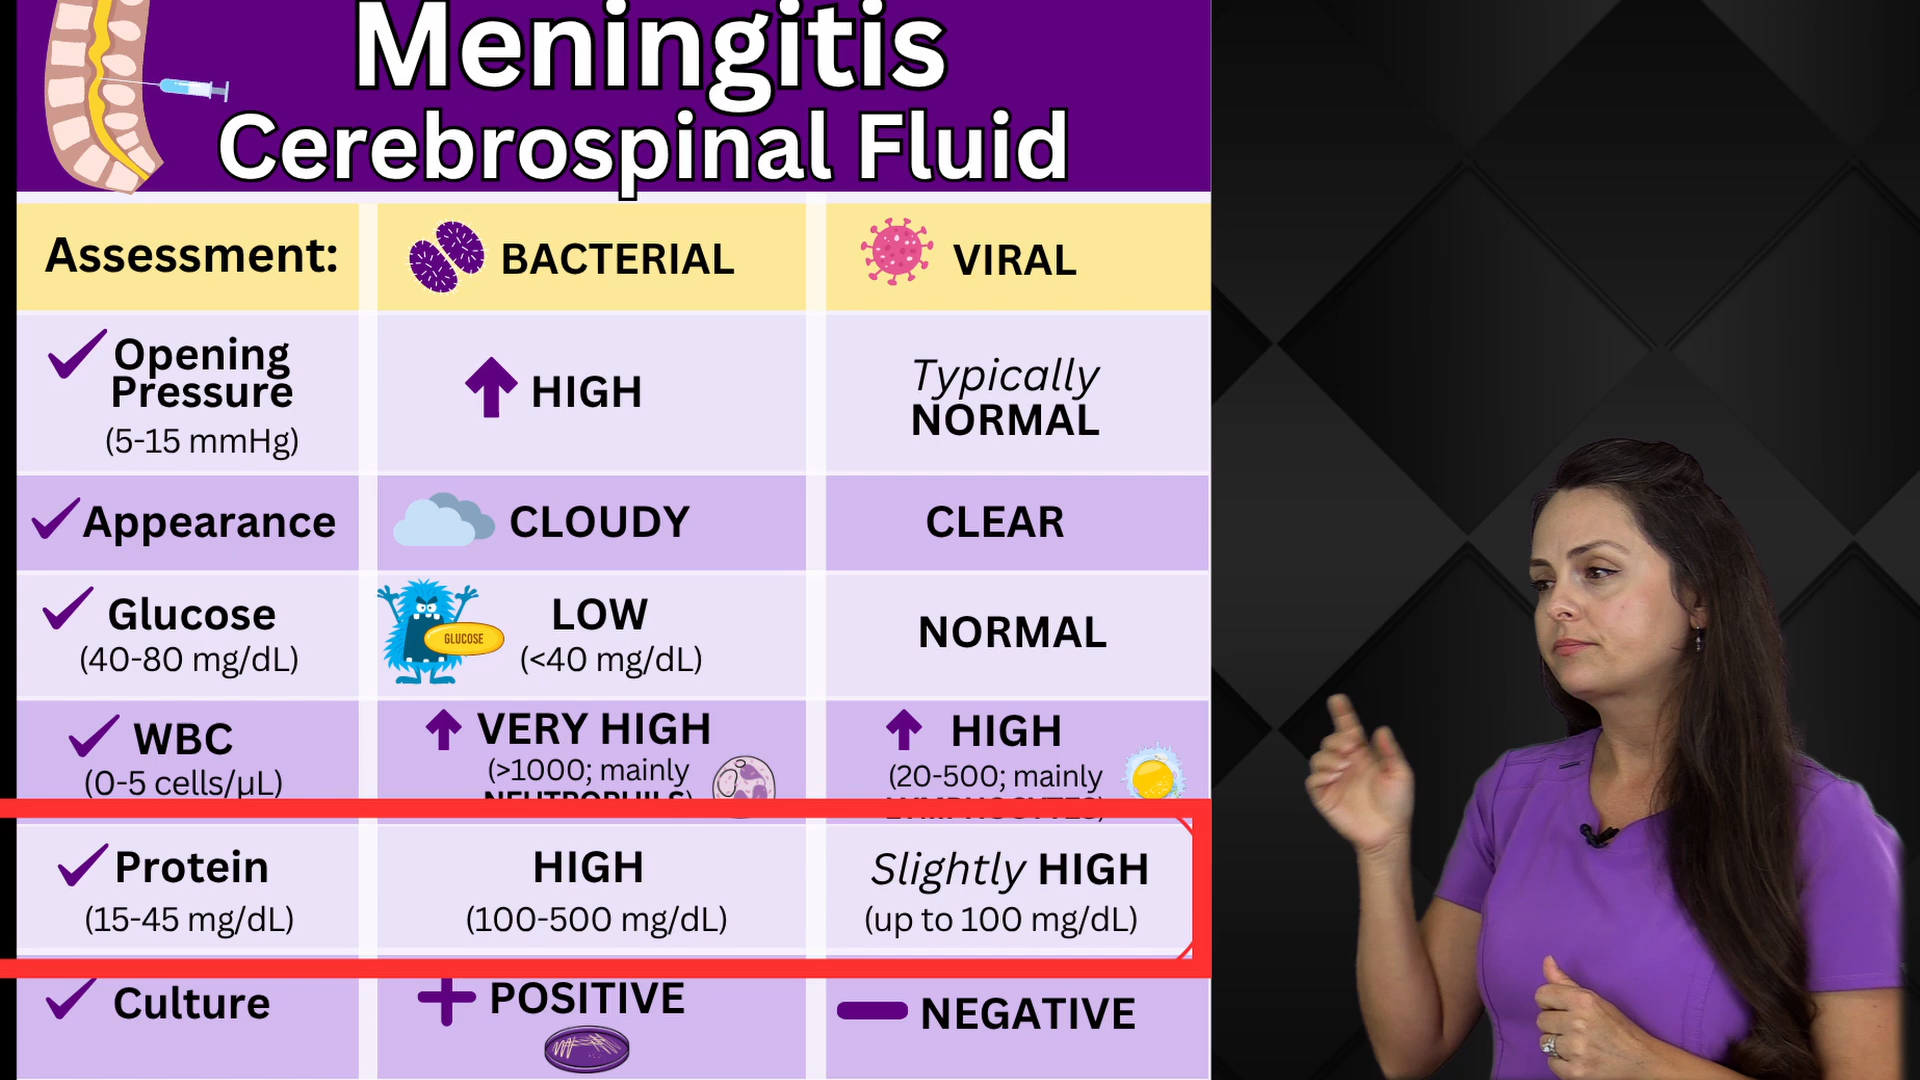 Meningitis
Cerebrospinal Fluid
Assessment: BACTERIAL VIRAL
Opening
Pressure
(5-15 mmHg)
HIGH
Typically
NORMAL
Appearance
CLOUDY
CLEAR
Glucose
(40-80 mg/dL)
GLUCOSE
LOW
(<40 mg/dL)
NORMAL
WBC
(0-5 cells/µL)
VERY HIGH
(>1000; mainly
NEUTROPHILS)
HIGH
(20-500; mainly
LYMPHOCYTES)
Protein
(15-45 mg/dL)
HIGH
(100-500 mg/dL)
Slightly HIGH
(up to 100 mg/dL)
Culture
POSITIVE
NEGATIVE